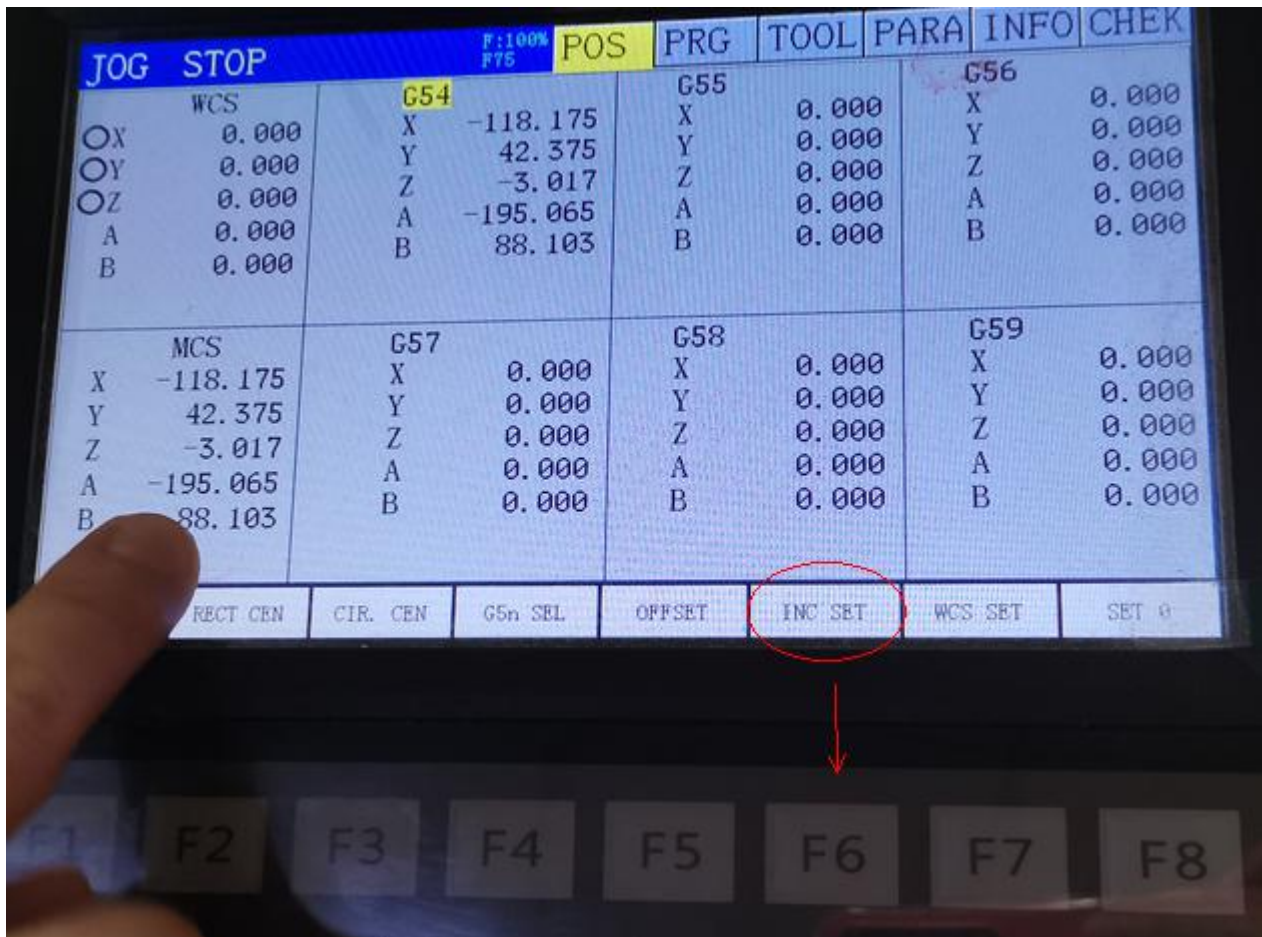 JOG STOP F:100% F75 POS PRG TOOL PARA INFO CHEK
WCS
X 0.000
Y 0.000
Z 0.000
A 0.000
B 0.000
G54
X -118.175
Y 42.375
Z -3.017
A -195.065
B 88.103
G55
X 0.000
Y 0.000
Z 0.000
A 0.000
B 0.000
G56
X 0.000
Y 0.000
Z 0.000
A 0.000
B 0.000
MCS
X -118.175
Y 42.375
Z -3.017
A -195.065
B 88.103
G57
X 0.000
Y 0.000
Z 0.000
A 0.000
B 0.000
G58
X 0.000
Y 0.000
Z 0.000
A 0.000
B 0.000
G59
X 0.000
Y 0.000
Z 0.000
A 0.000
B 0.000
RECT CEN CIR. CEN G5n SEL OFFSET INC SET WCS SET SET 0
F1 F2 F3 F4 F5 F6 F7 F8